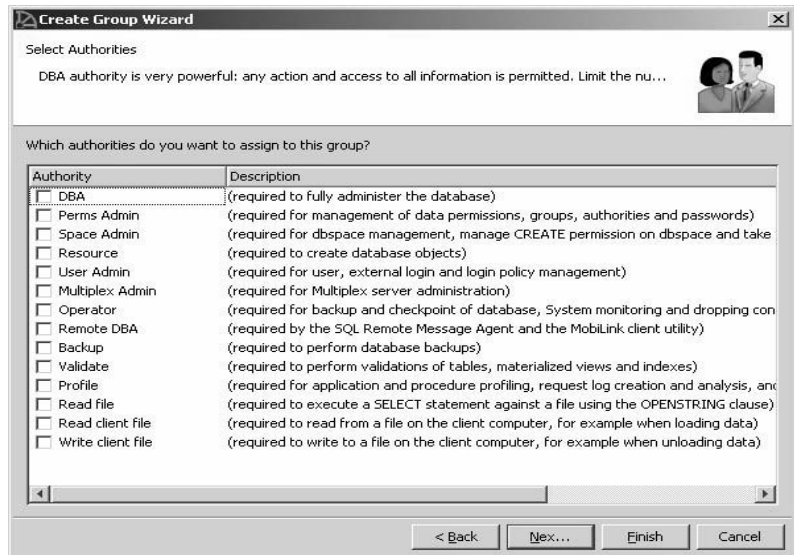 Create Group Wizard
Select Authorities
DBA authority is very powerful: any action and access to all information is permitted. Limit the nu...
Which authorities do you want to assign to this group?
Authority Description
DBA (required to fully administer the database)
Perms Admin (required for management of data permissions, groups, authorities and passwords)
Space Admin (required for dbspace management, manage CREATE permission on dbspace and take
Resource (required to create database objects)
User Admin (required for user, external login and login policy management)
Multiplex Admin (required for Multiplex server administration)
Operator (required for backup and checkpoint of database, System monitoring and dropping con
Remote DBA (required by the SQL Remote Message Agent and the MobiLink client utility)
Backup (required to perform database backups)
Validate (required to perform validations of tables, materialized views and indexes)
Profile (required for application and procedure profiling, request log creation and analysis, and
Read file (required to execute a SELECT statement against a file using the OPENSTRING clause)
Read client file (required to read from a file on the client computer, for example when loading data)
Write client file (required to write to a file on the client computer, for example when unloading data)
< Back Nex... Finish Cancel